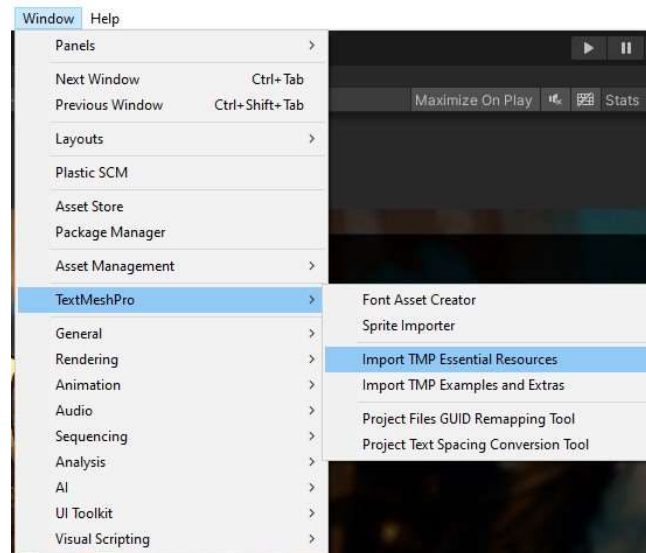 Window Help
Panels >
Next Window Ctrl+Tab
Previous Window Ctrl+Shift+Tab
Maximize On Play Stats
Layouts >
Plastic SCM
Asset Store
Package Manager
Asset Management >
TextMeshPro >
Font Asset Creator
General >
Sprite Importer
Rendering >
Import TMP Essential Resources
Animation >
Import TMP Examples and Extras
Audio >
Project Files GUID Remapping Tool
Sequencing >
Project Text Spacing Conversion Tool
Analysis >
AI >
UI Toolkit >
Visual Scripting >